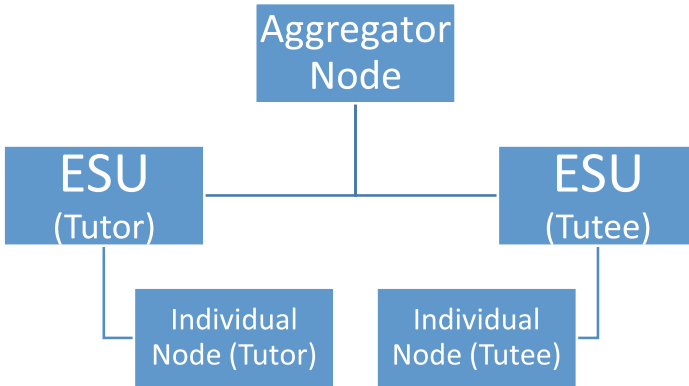 Aggregator
Node
ESU
(Tutor)
ESU
(Tutee)
Individual
Node (Tutor)
Individual
Node (Tutee)